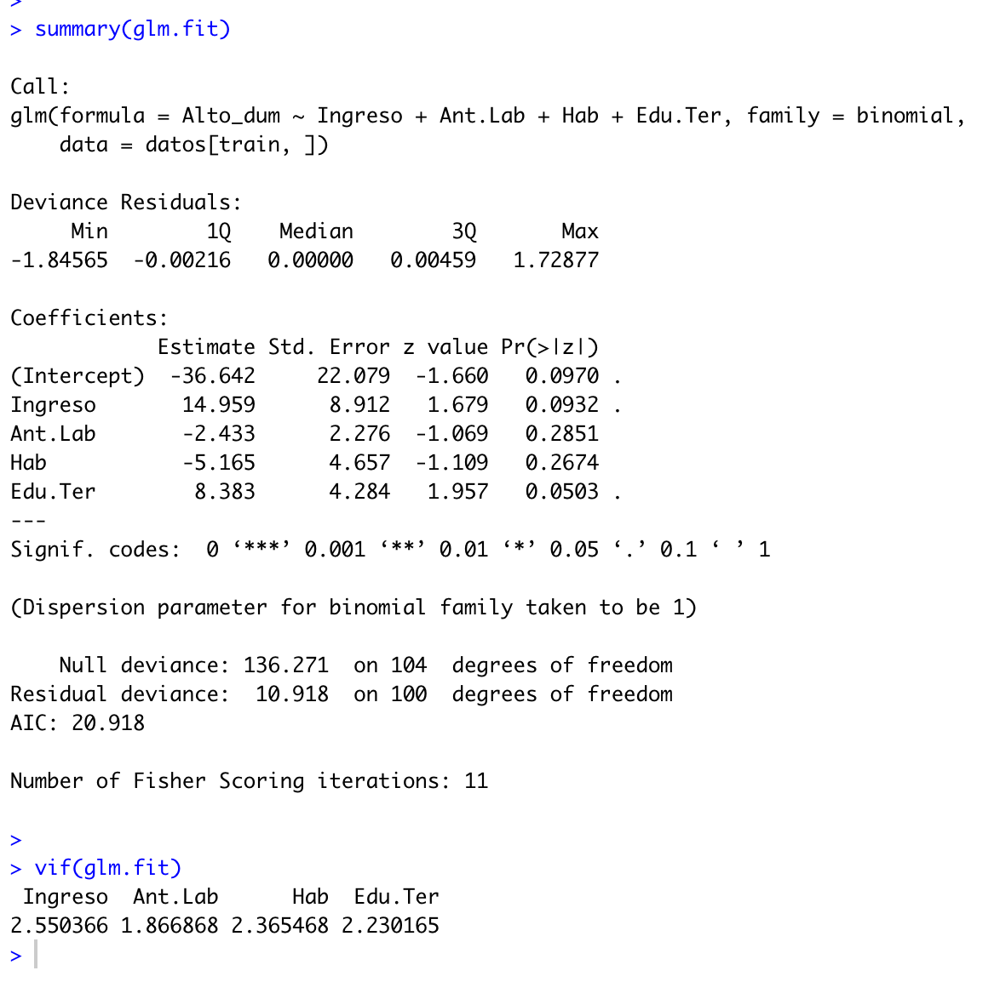 >
> summary(glm.fit)
Call:
glm(formula = Alto_dum ~ Ingreso + Ant.Lab + Hab + Edu.Ter, family = binomial,
    data = datos[train, ])
Deviance Residuals:
     Min        1Q    Median        3Q       Max
-1.84565  -0.00216   0.00000   0.00459   1.72877
Coefficients:
            Estimate Std. Error z value Pr(>|z|)
(Intercept)  -36.642     22.079  -1.660   0.0970 .
Ingreso       14.959      8.912   1.679   0.0932 .
Ant.Lab       -2.433      2.276  -1.069   0.2851
Hab           -5.165      4.657  -1.109   0.2674
Edu.Ter        8.383      4.284   1.957   0.0503 .
---
Signif. codes:  0 ‘***’ 0.001 ‘**’ 0.01 ‘*’ 0.05 ‘.’ 0.1 ‘ ’ 1
(Dispersion parameter for binomial family taken to be 1)
    Null deviance: 136.271  on 104  degrees of freedom
Residual deviance:  10.918  on 100  degrees of freedom
AIC: 20.918
Number of Fisher Scoring iterations: 11
>
> vif(glm.fit)
 Ingreso  Ant.Lab      Hab  Edu.Ter
2.550366 1.866868 2.365468 2.230165
>